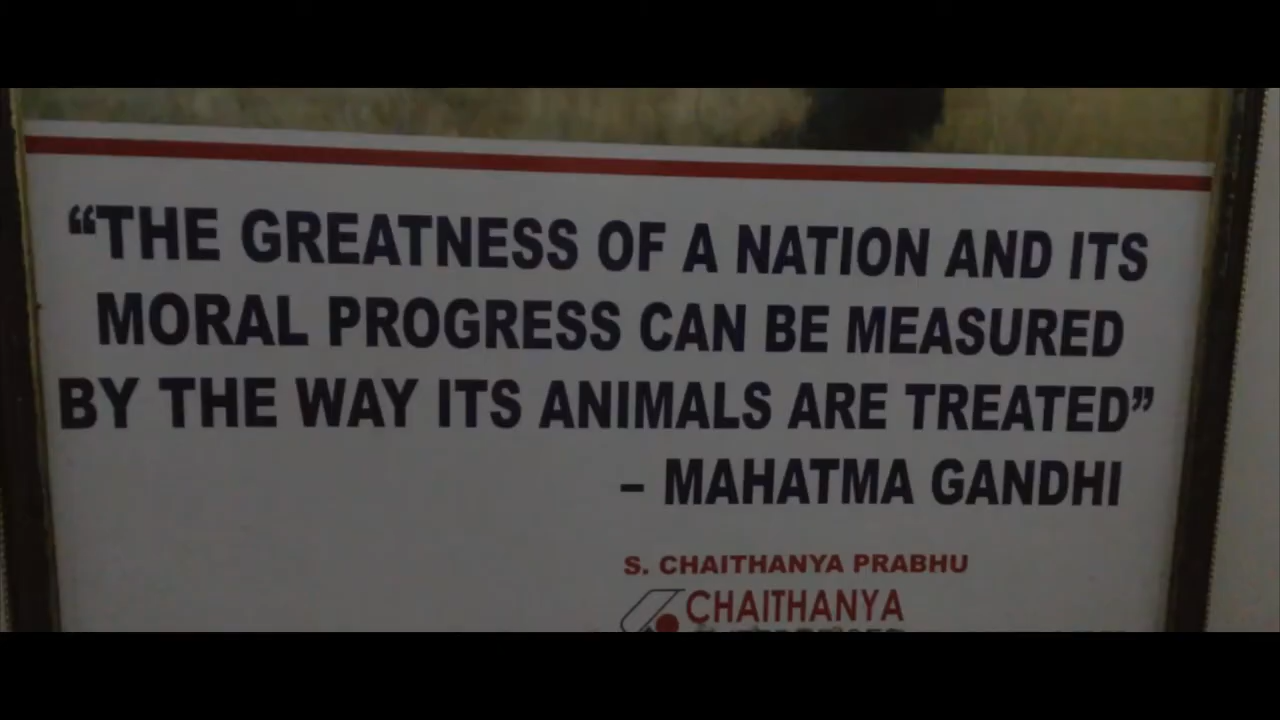 “THE GREATNESS OF A NATION AND ITS
MORAL PROGRESS CAN BE MEASURED
BY THE WAY ITS ANIMALS ARE TREATED”
– MAHATMA GANDHI
S. CHAITHANYA PRABHU
CHAITHANYA